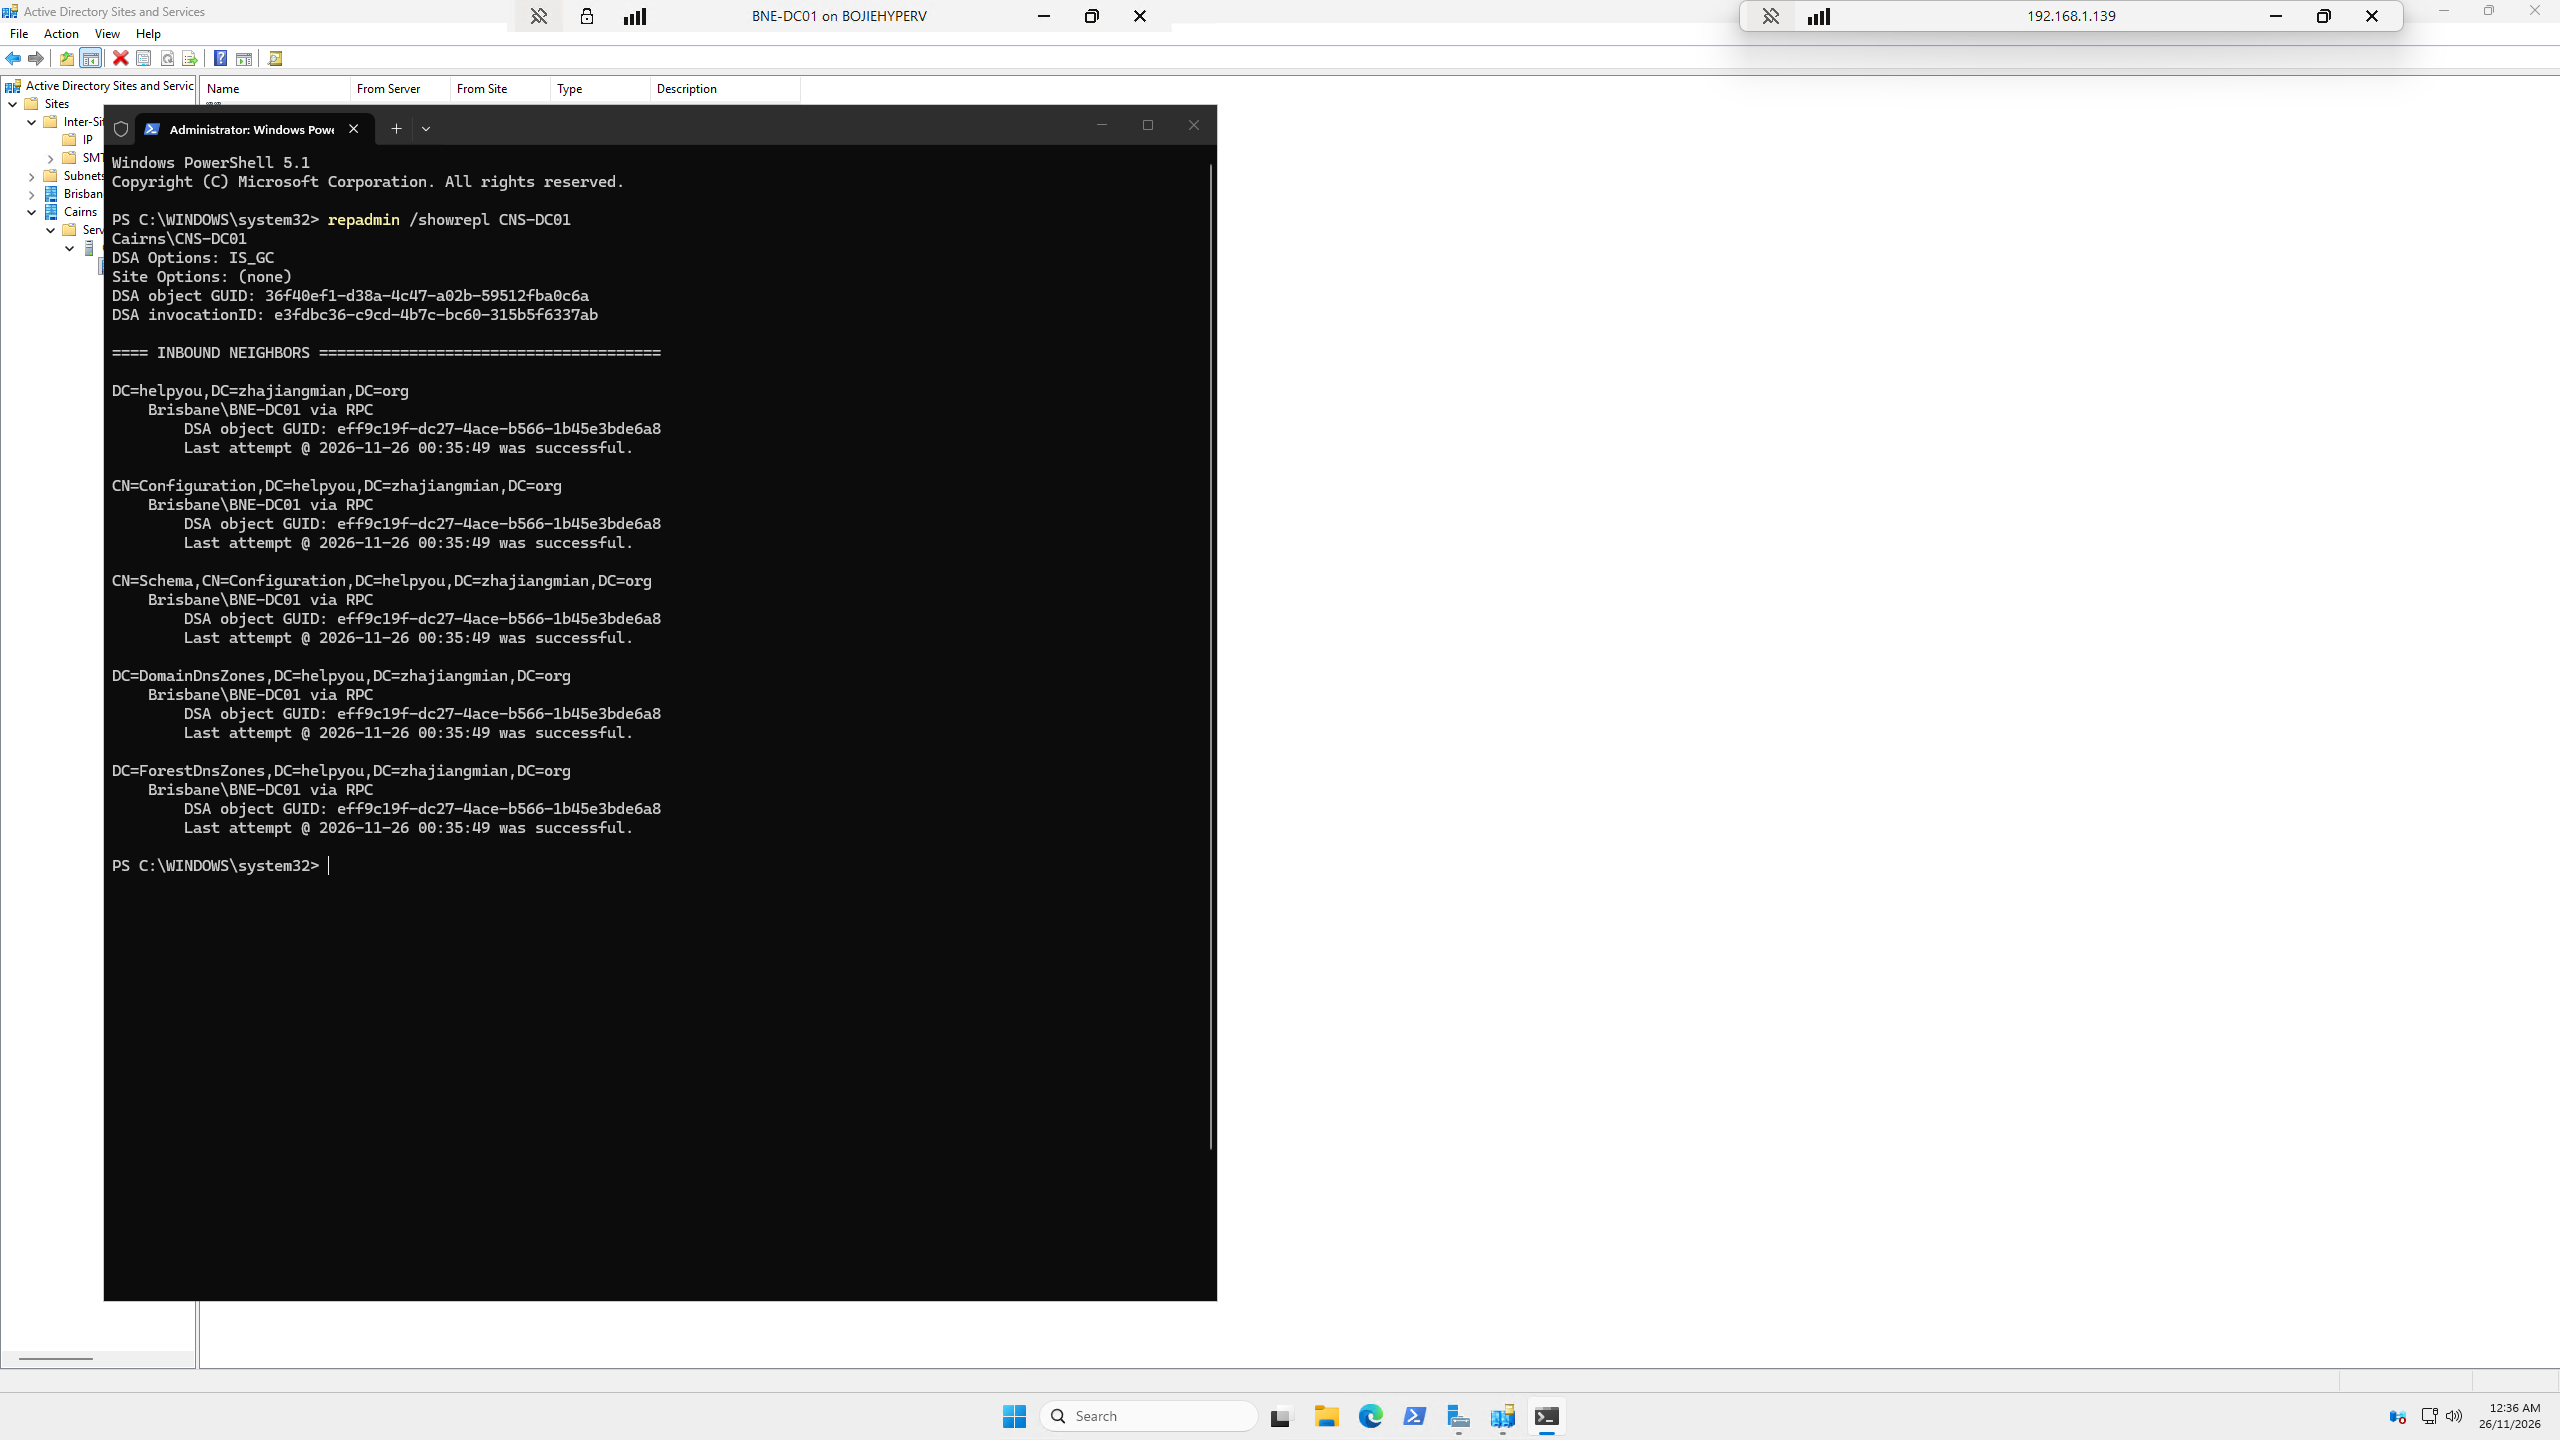 Active Directory Sites and Services
BNE-DC01 on BOJIEHYPERV
192.168.1.139
File Action View Help
Active Directory Sites and Servic
Sites
Inter-Sit
IP
SMT
Subnets
Brisban
Cairns
Serv
Name From Server From Site Type Description
Administrator: Windows Powe
Windows PowerShell 5.1
Copyright (C) Microsoft Corporation. All rights reserved.
PS C:\WINDOWS\system32> repadmin /showrepl CNS-DC01
Cairns\CNS-DC01
DSA Options: IS_GC
Site Options: (none)
DSA object GUID: 36f40ef1-d38a-4c47-a02b-59512fba0c6a
DSA invocationID: e3fdbc36-c9cd-4b7c-bc60-315b5f6337ab
==== INBOUND NEIGHBORS ======================================
DC=helpyou,DC=zhajiangmian,DC=org
Brisbane\BNE-DC01 via RPC
DSA object GUID: eff9c19f-dc27-4ace-b566-1b45e3bde6a8
Last attempt @ 2026-11-26 00:35:49 was successful.
CN=Configuration,DC=helpyou,DC=zhajiangmian,DC=org
Brisbane\BNE-DC01 via RPC
DSA object GUID: eff9c19f-dc27-4ace-b566-1b45e3bde6a8
Last attempt @ 2026-11-26 00:35:49 was successful.
CN=Schema,CN=Configuration,DC=helpyou,DC=zhajiangmian,DC=org
Brisbane\BNE-DC01 via RPC
DSA object GUID: eff9c19f-dc27-4ace-b566-1b45e3bde6a8
Last attempt @ 2026-11-26 00:35:49 was successful.
DC=DomainDnsZones,DC=helpyou,DC=zhajiangmian,DC=org
Brisbane\BNE-DC01 via RPC
DSA object GUID: eff9c19f-dc27-4ace-b566-1b45e3bde6a8
Last attempt @ 2026-11-26 00:35:49 was successful.
DC=ForestDnsZones,DC=helpyou,DC=zhajiangmian,DC=org
Brisbane\BNE-DC01 via RPC
DSA object GUID: eff9c19f-dc27-4ace-b566-1b45e3bde6a8
Last attempt @ 2026-11-26 00:35:49 was successful.
PS C:\WINDOWS\system32>
Search
12:36 AM
26/11/2026